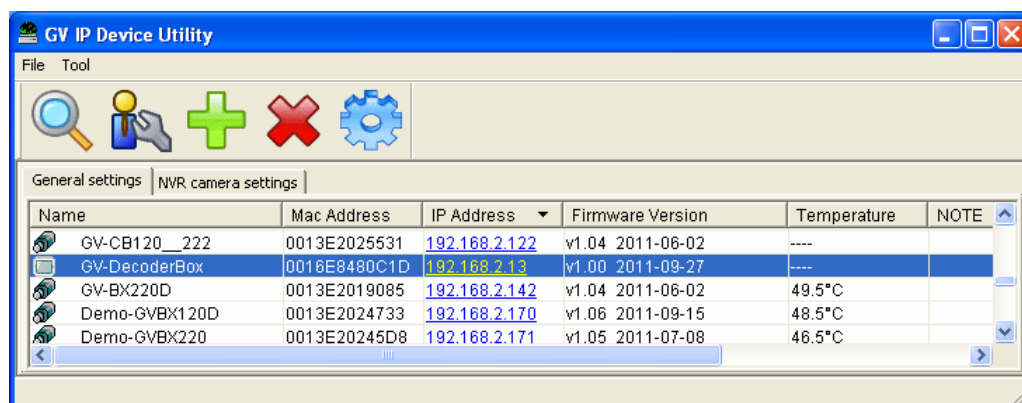 GV IP Device Utility
File Tool
General settings NVR camera settings
Name Mac Address IP Address Firmware Version Temperature NOTE
GV-CB120__222 0013E2025531 192.168.2.122 v1.04 2011-06-02 ----
GV-DecoderBox 0016E8480C1D 192.168.2.13 v1.00 2011-09-27 ----
GV-BX220D 0013E2019085 192.168.2.142 v1.04 2011-06-02 49.5°C
Demo-GVBX120D 0013E2024733 192.168.2.170 v1.06 2011-09-15 48.5°C
Demo-GVBX220 0013E20245D8 192.168.2.171 v1.05 2011-07-08 46.5°C